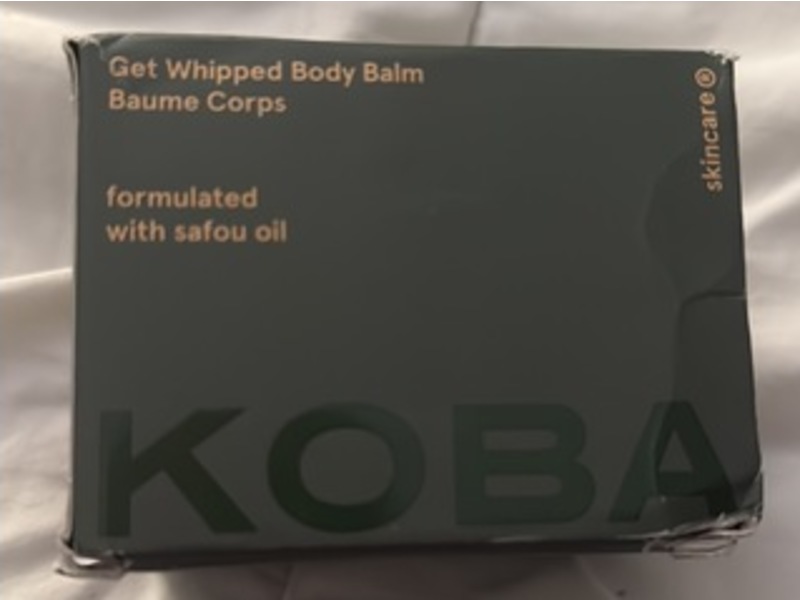 Get Whipped Body Balm
Baume Corps
skincare®
formulated
with safou oil
KOBA